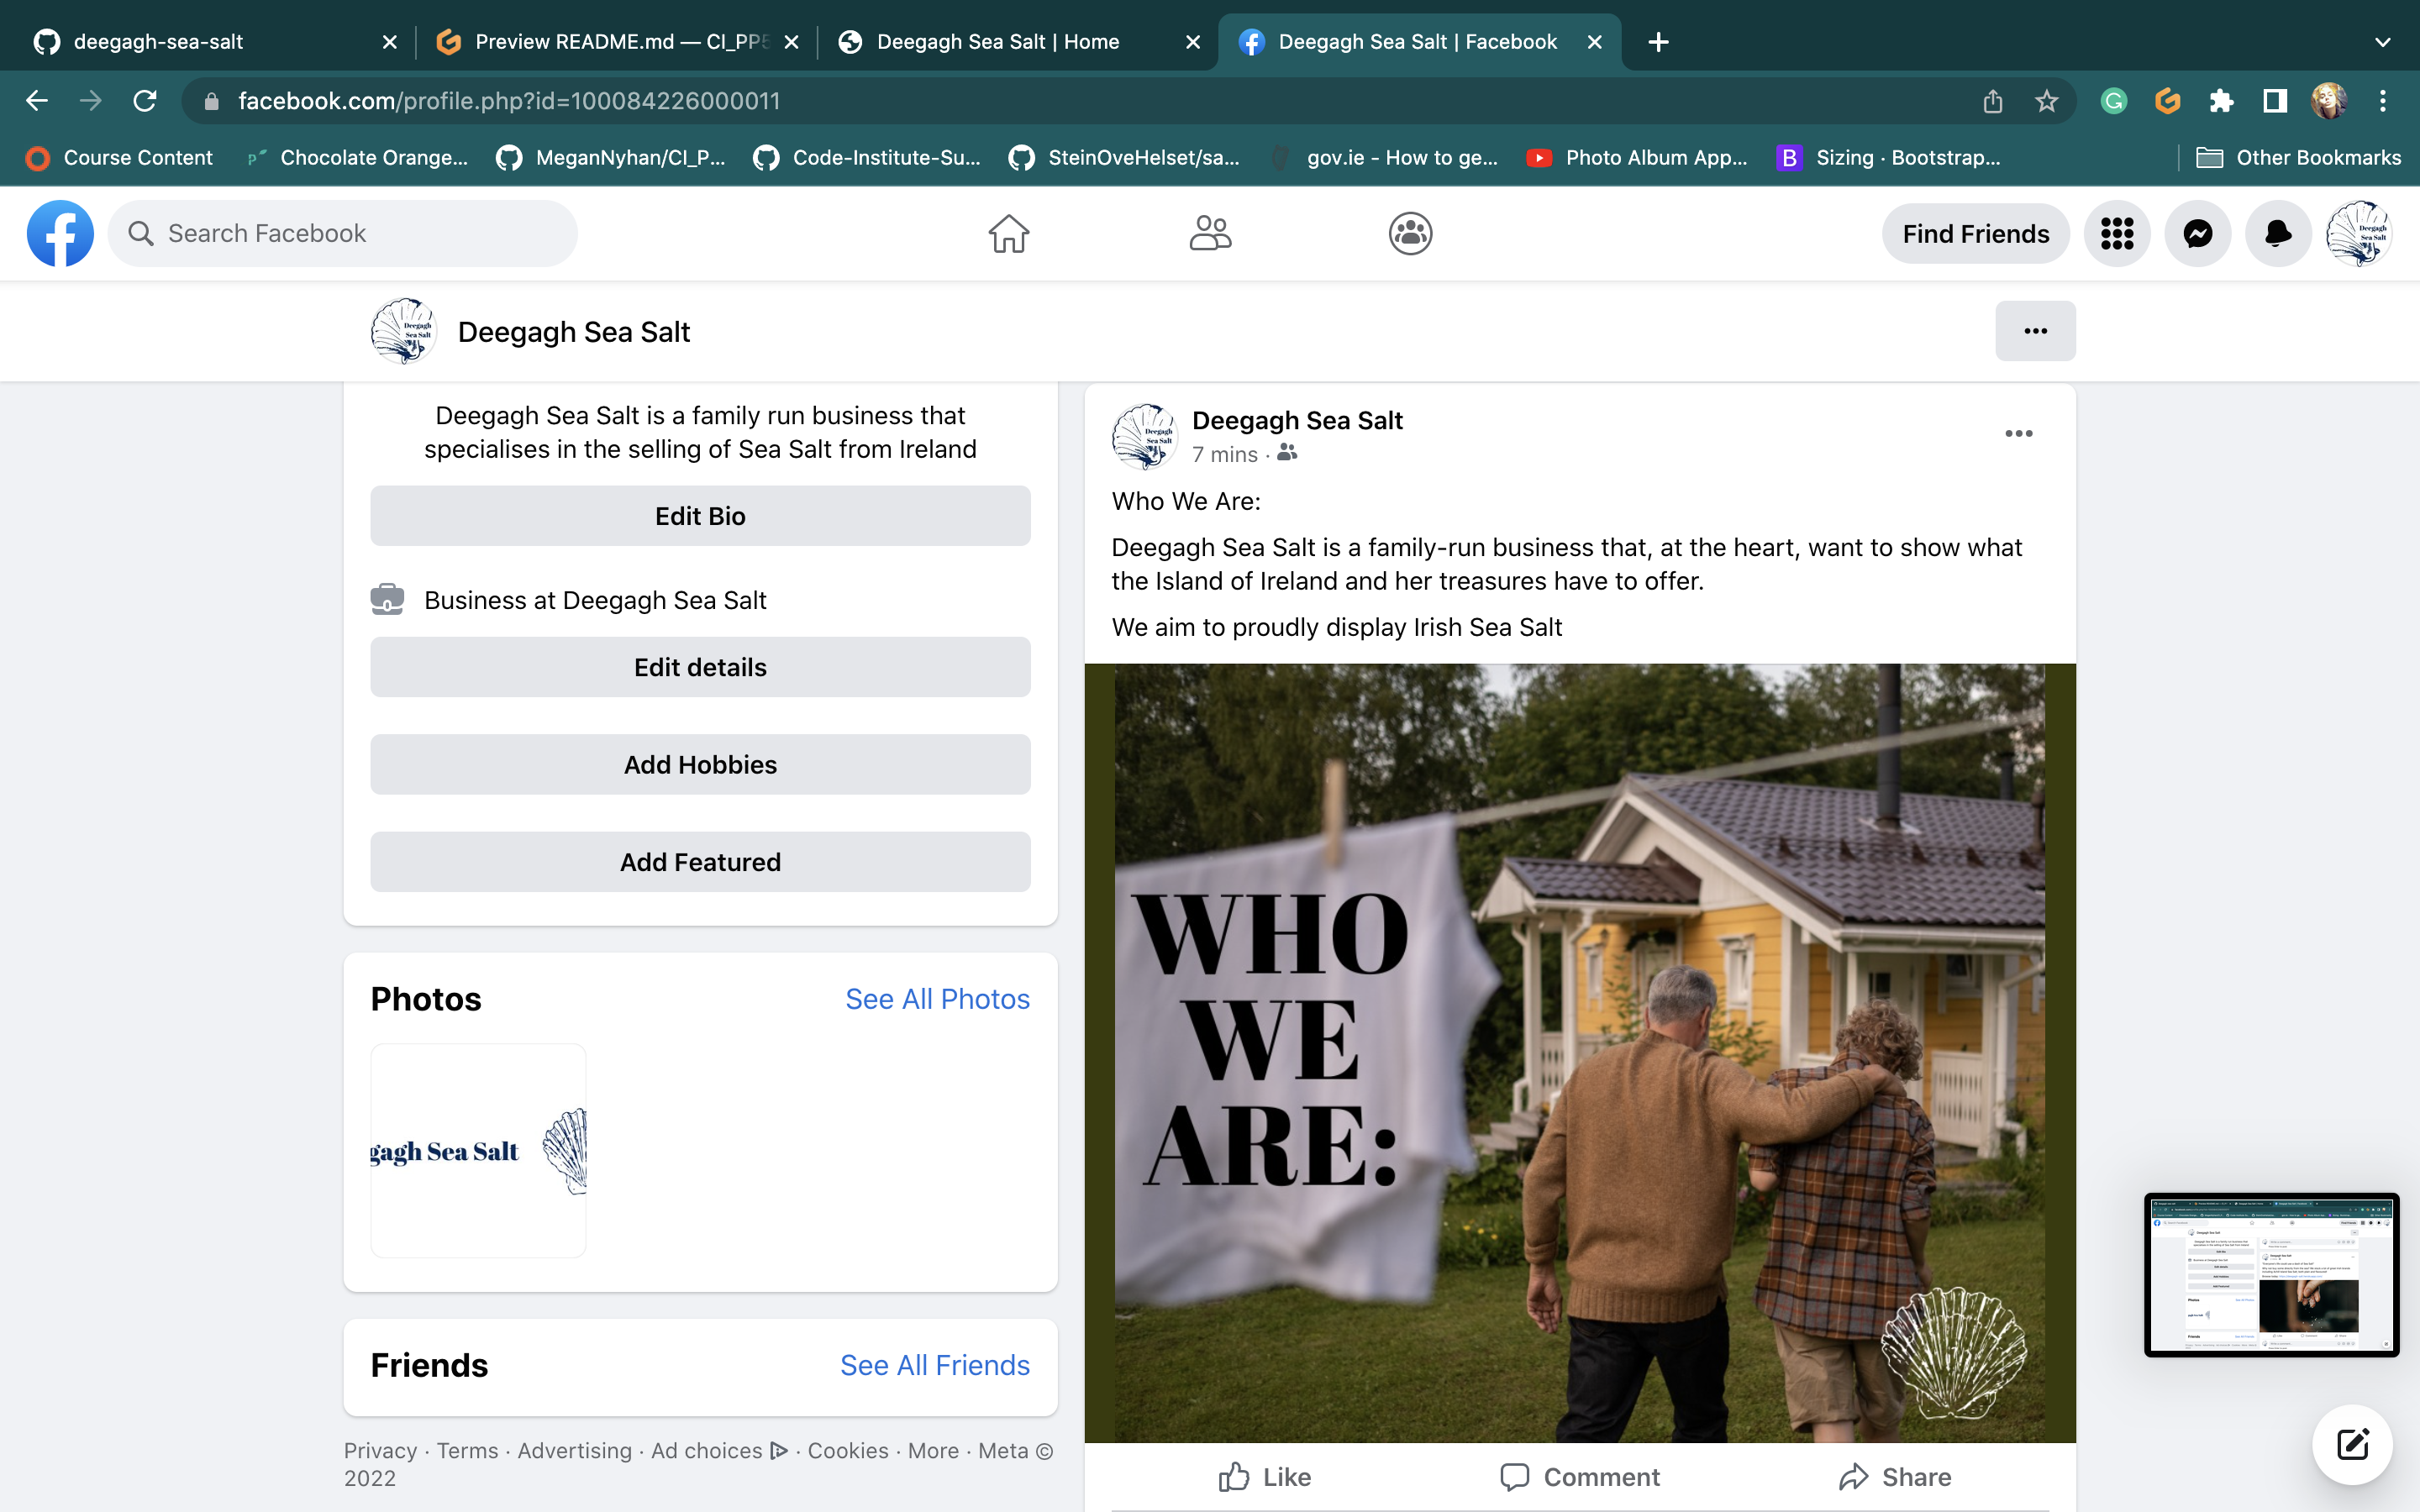 deegagh-sea-salt
Preview README.md — CI_PP5
Deegagh Sea Salt | Home
Deegagh Sea Salt | Facebook
facebook.com/profile.php?id=100084226000011
Course Content
Chocolate Orange...
MeganNyhan/CI_P...
Code-Institute-Su...
SteinOveHelset/sa...
gov.ie - How to ge...
Photo Album App...
Sizing · Bootstrap...
Other Bookmarks
Search Facebook
Find Friends
Deegagh Sea Salt
Deegagh Sea Salt is a family run business that
specialises in the selling of Sea Salt from Ireland
Edit Bio
Business at Deegagh Sea Salt
Edit details
Add Hobbies
Add Featured
Photos
See All Photos
gagh Sea Salt
Friends
See All Friends
Privacy · Terms · Advertising · Ad choices · Cookies · More · Meta ©
2022
Deegagh Sea Salt
7 mins ·
Who We Are:
Deegagh Sea Salt is a family-run business that, at the heart, want to show what
the Island of Ireland and her treasures have to offer.
We aim to proudly display Irish Sea Salt
WHO
WE
ARE:
Like
Comment
Share